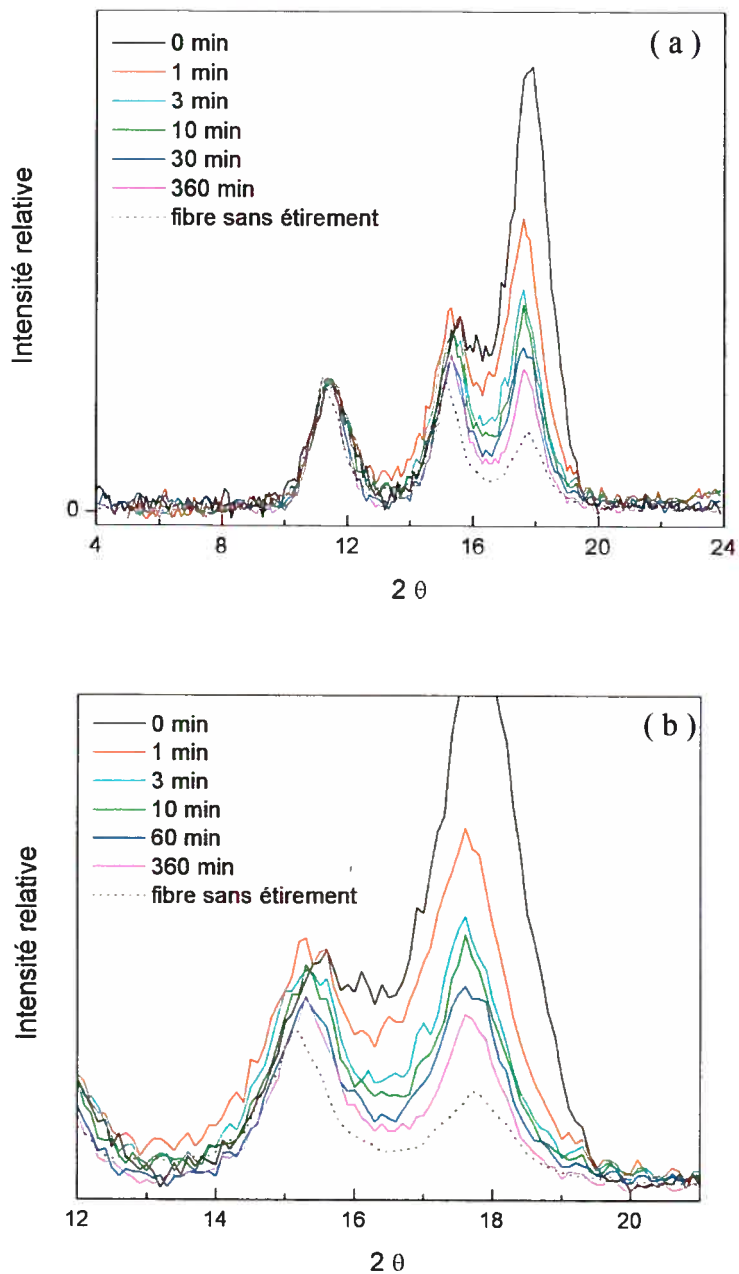 ( a )
0 min
1 min
3 min
10 min
30 min
360 min
fibre sans étirement
Intensité relative
0
4 8 12 16 20 24
2 θ
( b )
0 min
1 min
3 min
10 min
60 min
360 min
fibre sans étirement
Intensité relative
12 14 16 18 20
2 θ